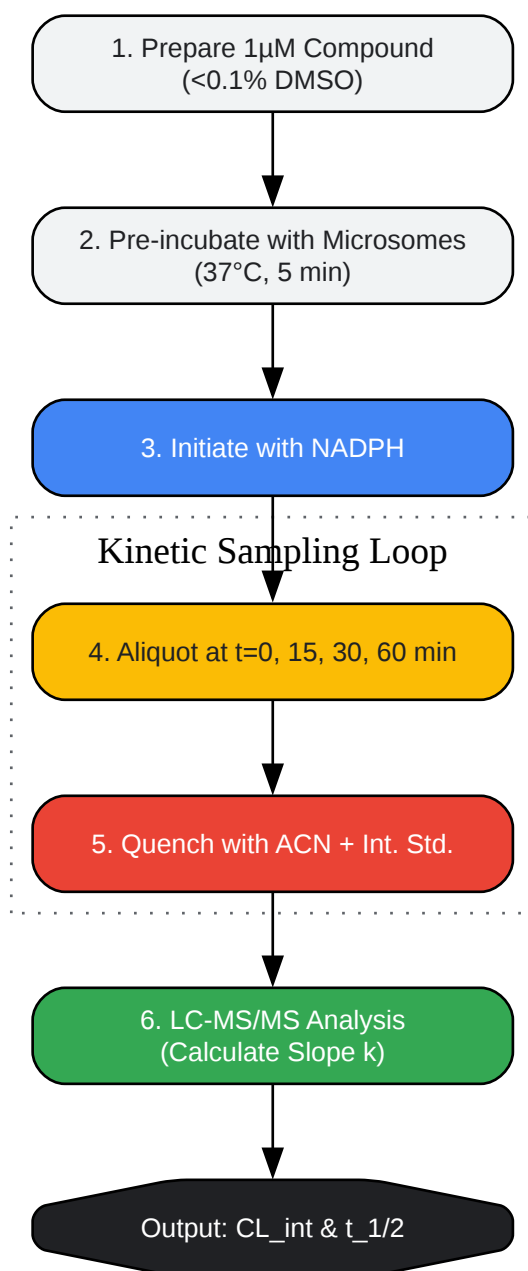 1. Prepare 1µM Compound
(<0.1% DMSO)
2. Pre-incubate with Microsomes
(37°C, 5 min)
3. Initiate with NADPH
Kinetic Sampling Loop
4. Aliquot at t=0, 15, 30, 60 min
5. Quench with ACN + Int. Std.
6. LC-MS/MS Analysis
(Calculate Slope k)
Output: CL_int & t_1/2